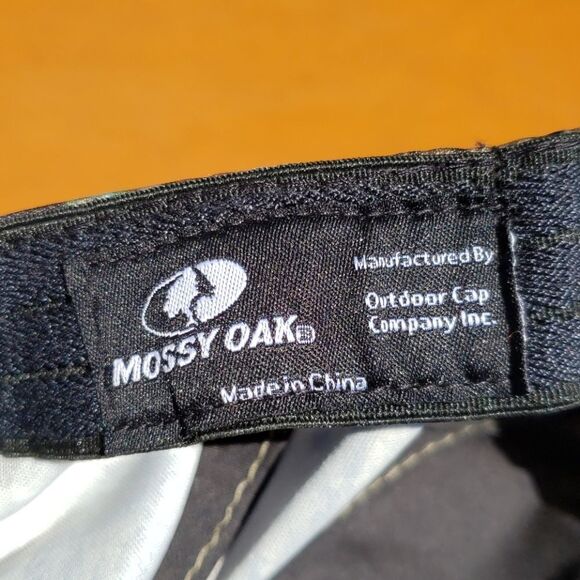 MOSSY OAK®
Manufactured By
Outdoor Cap
Company Inc.
Made in China